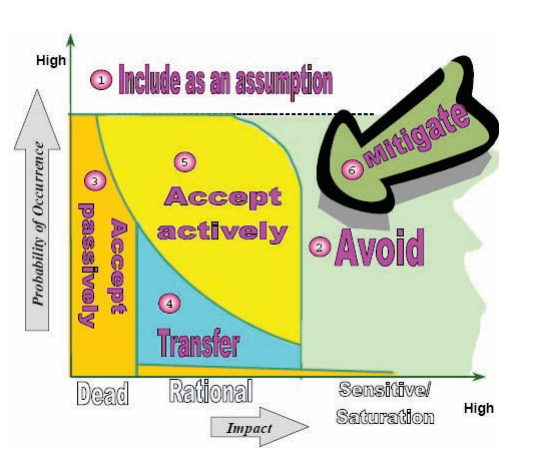 High
1 Include as an assumption
6 Mitigate
5
Accept
actively
3 Accept
passively
2 Avoid
4
Transfer
Probability of Occurrence
Dead
Rational
Sensitive/
Saturation
High
Impact